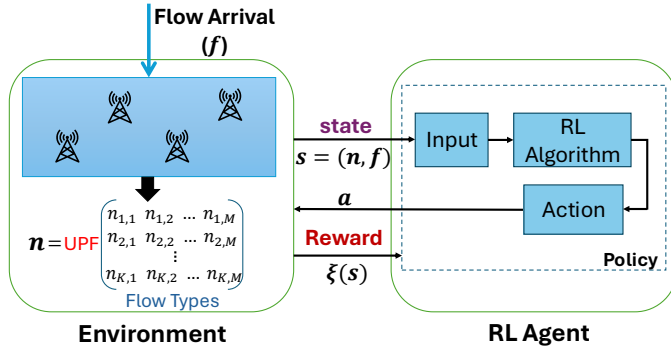 Flow Arrival
(f)
state
s = (n, f)
Input
RL
Algorithm
a
Action
Reward
ξ(s)
Policy
n = UPF
n1,1 n1,2 … n1,M
n2,1 n2,2 … n2,M
⋮
nK,1 nK,2 … nK,M
Flow Types
Environment
RL Agent